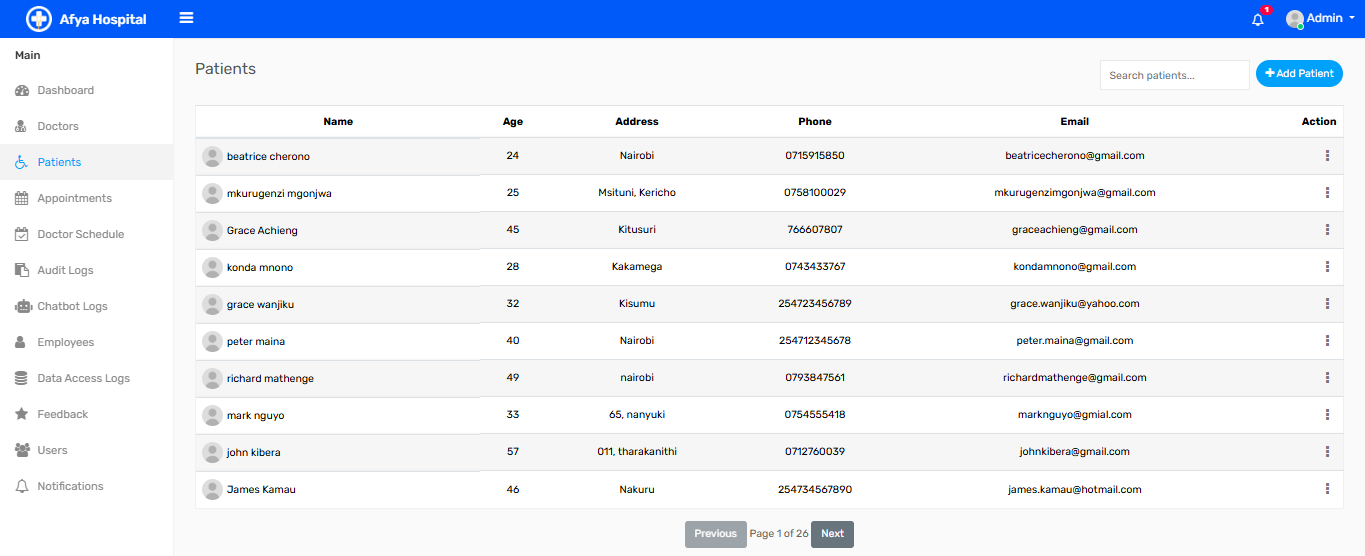 Afya Hospital
1
Admin
Main
Dashboard
Doctors
Patients
Appointments
Doctor Schedule
Audit Logs
Chatbot Logs
Employees
Data Access Logs
Feedback
Users
Notifications
Patients
Search patients...
+Add Patient
Name Age Address Phone Email Action
beatrice cherono 24 Nairobi 0715915850 beatricecherono@gmail.com
mkurugenzi mgonjwa 25 Msituni, Kericho 0758100029 mkurugenzimgonjwa@gmail.com
Grace Achieng 45 Kitusuri 766607807 graceachieng@gmail.com
konda mnono 28 Kakamega 0743433767 kondamnono@gmail.com
grace wanjiku 32 Kisumu 254723456789 grace.wanjiku@yahoo.com
peter maina 40 Nairobi 254712345678 peter.maina@gmail.com
richard mathenge 49 nairobi 0793847561 richardmathenge@gmail.com
mark nguyo 33 65, nanyuki 0754555418 marknguyo@gmial.com
john kibera 57 011, tharakanithi 0712760039 johnkibera@gmail.com
James Kamau 46 Nakuru 254734567890 james.kamau@hotmail.com
Previous Page 1 of 26 Next